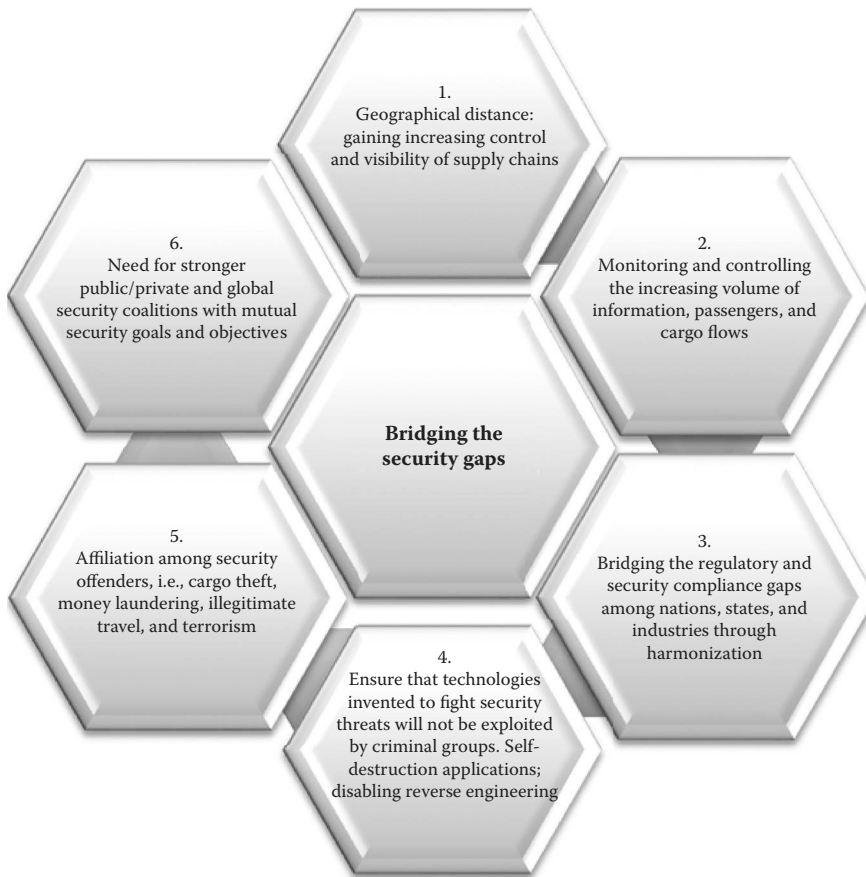 1.
Geographical distance:
gaining increasing control
and visibility of supply chains
2.
Monitoring and controlling
the increasing volume of
information, passengers, and
cargo flows
3.
Bridging the regulatory and
security compliance gaps
among nations, states, and
industries through
harmonization
4.
Ensure that technologies
invented to fight security
threats will not be exploited
by criminal groups. Self-
destruction applications;
disabling reverse engineering
5.
Affiliation among security
offenders, i.e., cargo theft,
money laundering, illegitimate
travel, and terrorism
6.
Need for stronger
public/private and global
security coalitions with mutual
security goals and objectives
Bridging the
security gaps